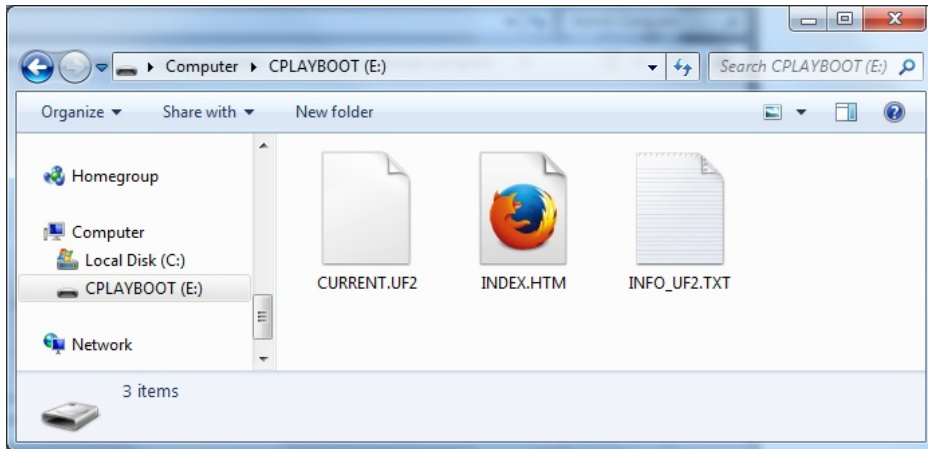 Computer CPLAYBOOT (E:) Search CPLAYBOOT (E:)
Organize Share with New folder
Homegroup
Computer
Local Disk (C:)
CPLAYBOOT (E:)
Network
CURRENT.UF2 INDEX.HTM INFO_UF2.TXT
3 items